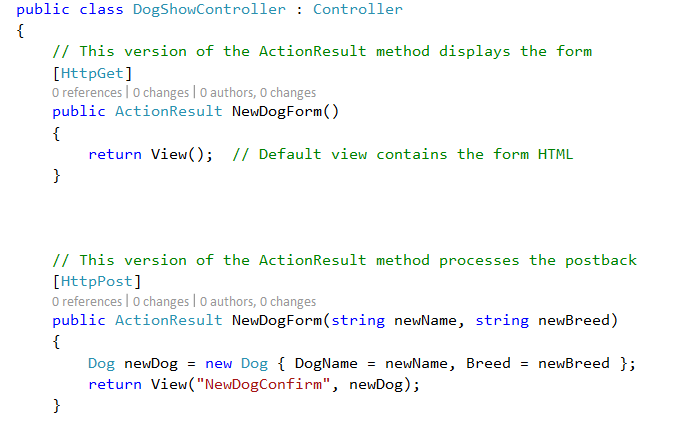 public class DogShowController : Controller
{
// This version of the ActionResult method displays the form
[HttpGet]
0 references | 0 changes | 0 authors, 0 changes
public ActionResult NewDogForm()
{
return View();  // Default view contains the form HTML
}
// This version of the ActionResult method processes the postback
[HttpPost]
0 references | 0 changes | 0 authors, 0 changes
public ActionResult NewDogForm(string newName, string newBreed)
{
Dog newDog = new Dog { DogName = newName, Breed = newBreed };
return View("NewDogConfirm", newDog);
}